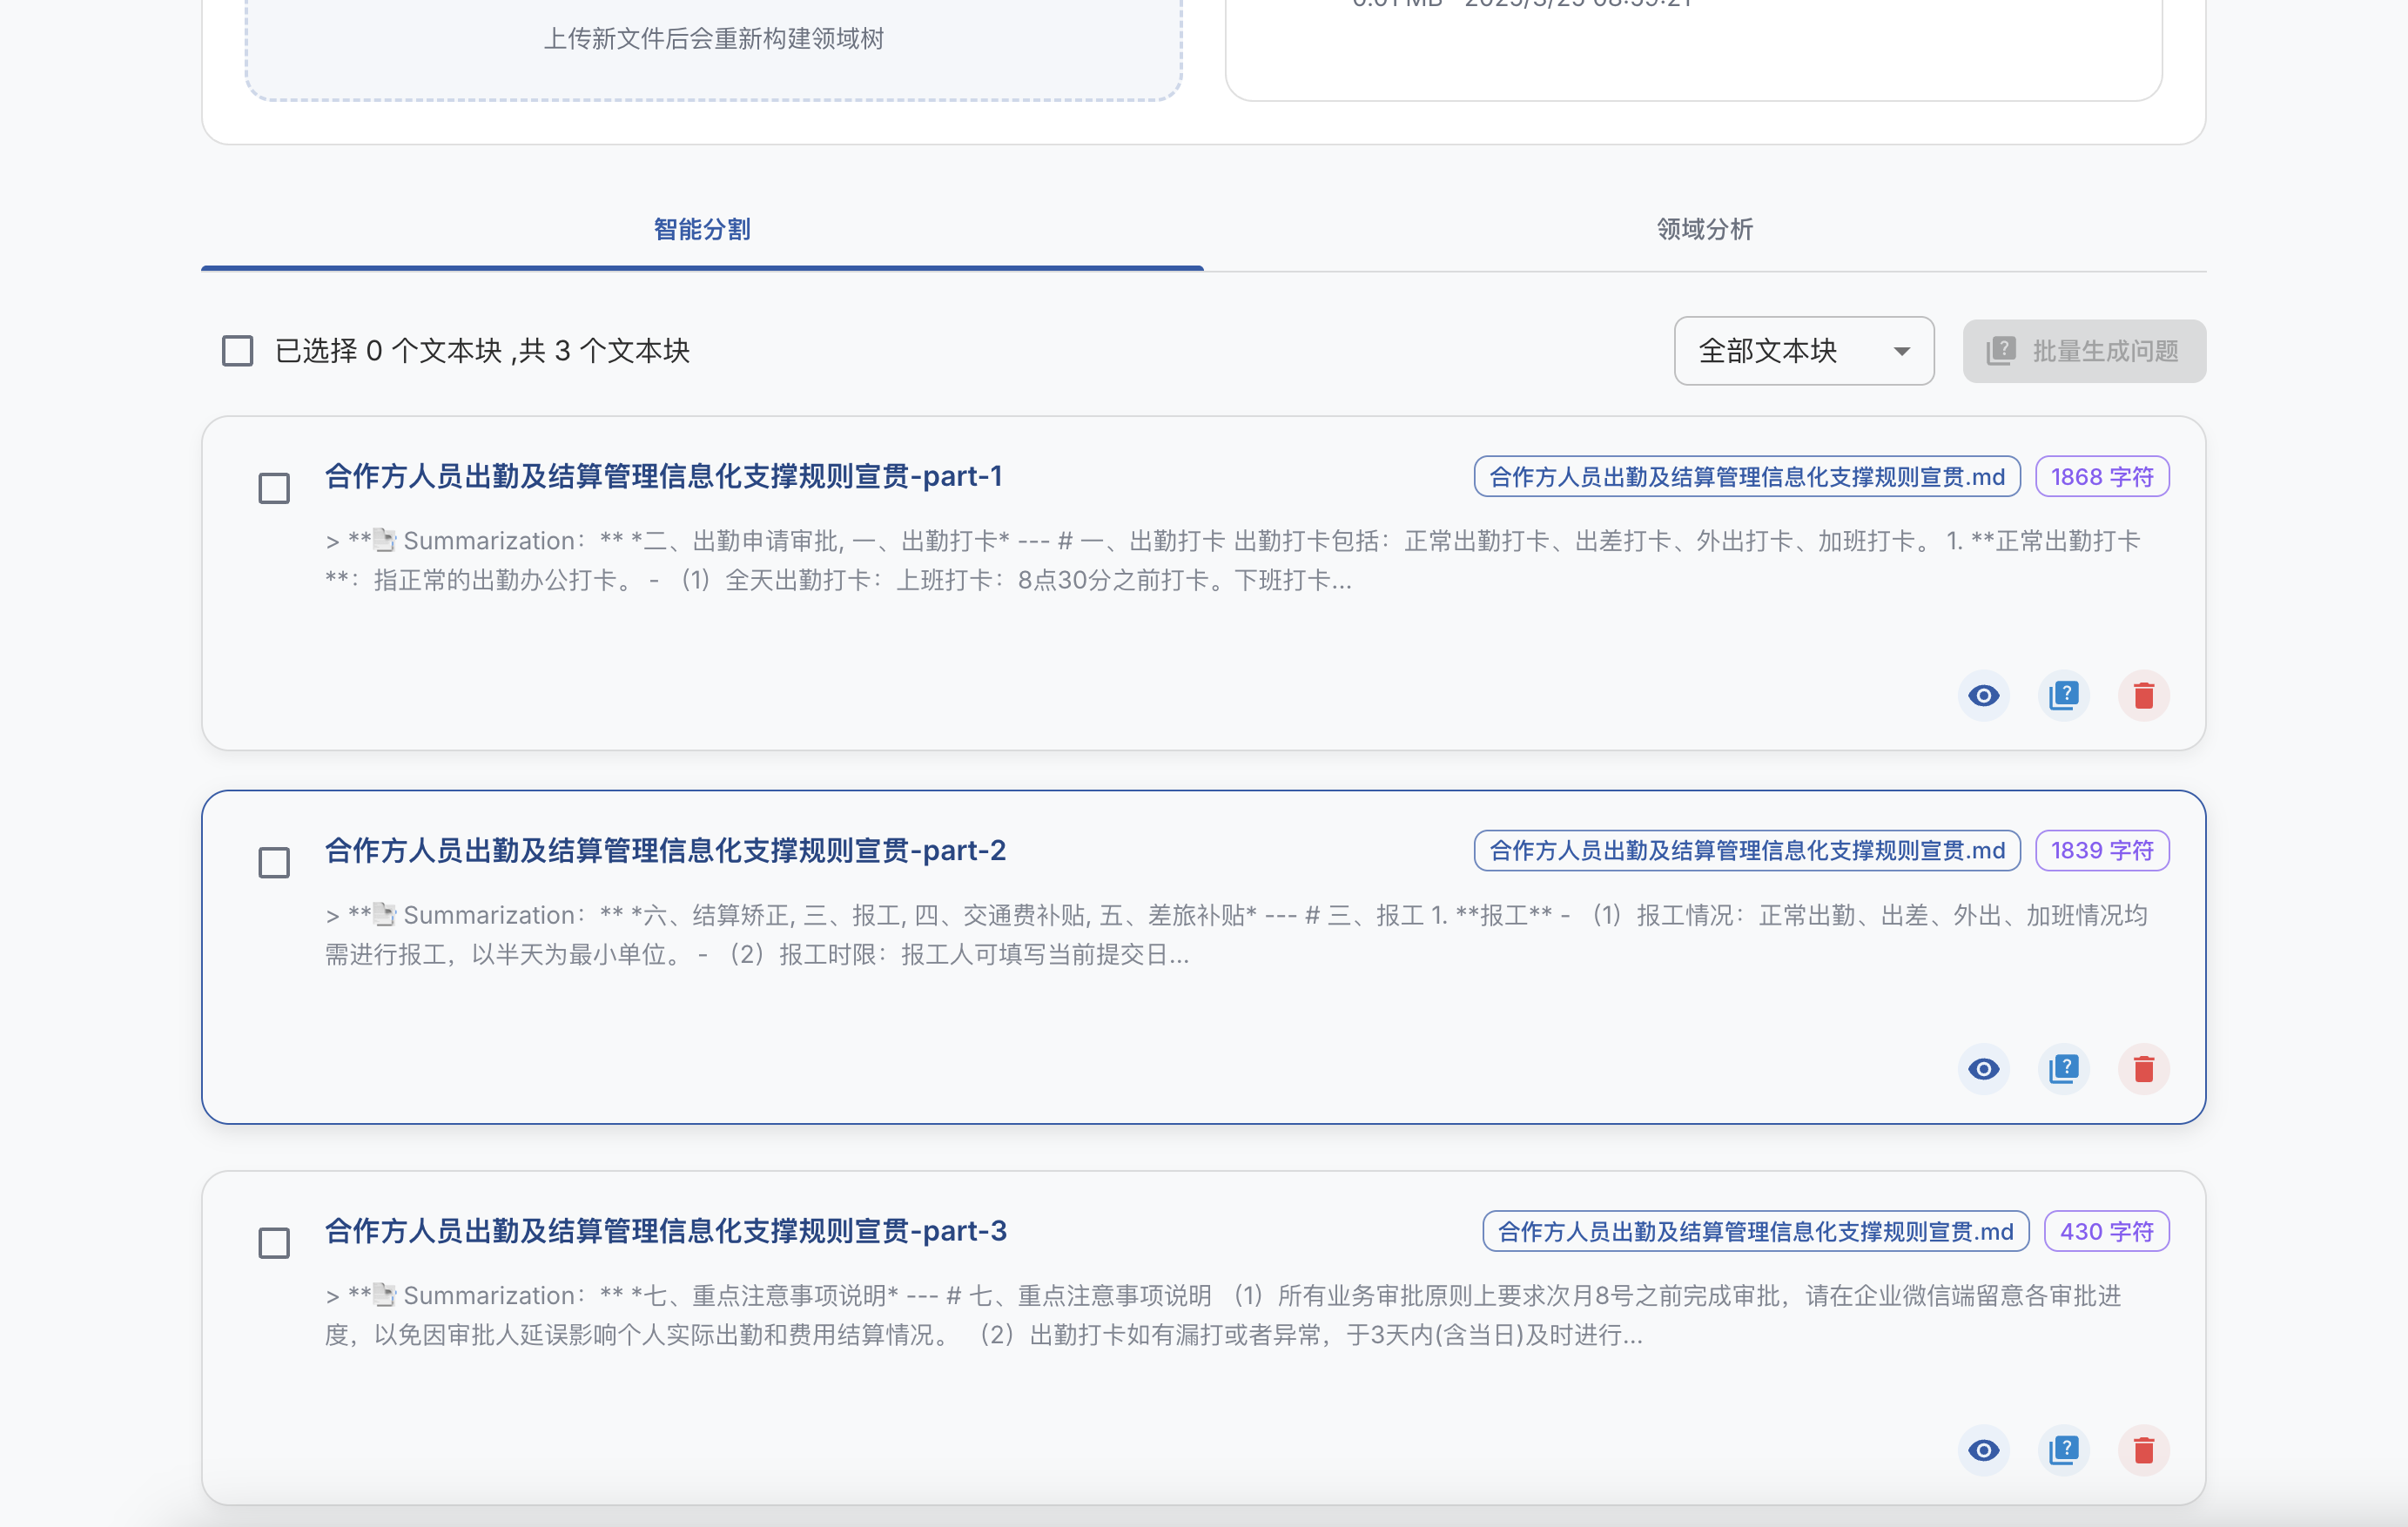 上传新文件后会重新构建领域树
智能分割
领域分析
已选择 0 个文本块 ,共 3 个文本块
全部文本块
批量生成问题
合作方人员出勤及结算管理信息化支撑规则宣贯-part-1
合作方人员出勤及结算管理信息化支撑规则宣贯.md
1868 字符
> **📑 Summarization：** *二、出勤申请审批, 一、出勤打卡* --- # 一、出勤打卡 出勤打卡包括：正常出勤打卡、出差打卡、外出打卡、加班打卡。 1. **正常出勤打卡
**：指正常的出勤办公打卡。 - （1）全天出勤打卡：上班打卡：8点30分之前打卡。下班打卡...
合作方人员出勤及结算管理信息化支撑规则宣贯-part-2
合作方人员出勤及结算管理信息化支撑规则宣贯.md
1839 字符
> **📑 Summarization：** *六、结算矫正, 三、报工, 四、交通费补贴, 五、差旅补贴* --- # 三、报工 1. **报工** - （1）报工情况：正常出勤、出差、外出、加班情况均
需进行报工，以半天为最小单位。 - （2）报工时限：报工人可填写当前提交日...
合作方人员出勤及结算管理信息化支撑规则宣贯-part-3
合作方人员出勤及结算管理信息化支撑规则宣贯.md
430 字符
> **📑 Summarization：** *七、重点注意事项说明* --- # 七、重点注意事项说明 （1）所有业务审批原则上要求次月8号之前完成审批，请在企业微信端留意各审批进
度，以免因审批人延误影响个人实际出勤和费用结算情况。 （2）出勤打卡如有漏打或者异常，于3天内(含当日)及时进行...